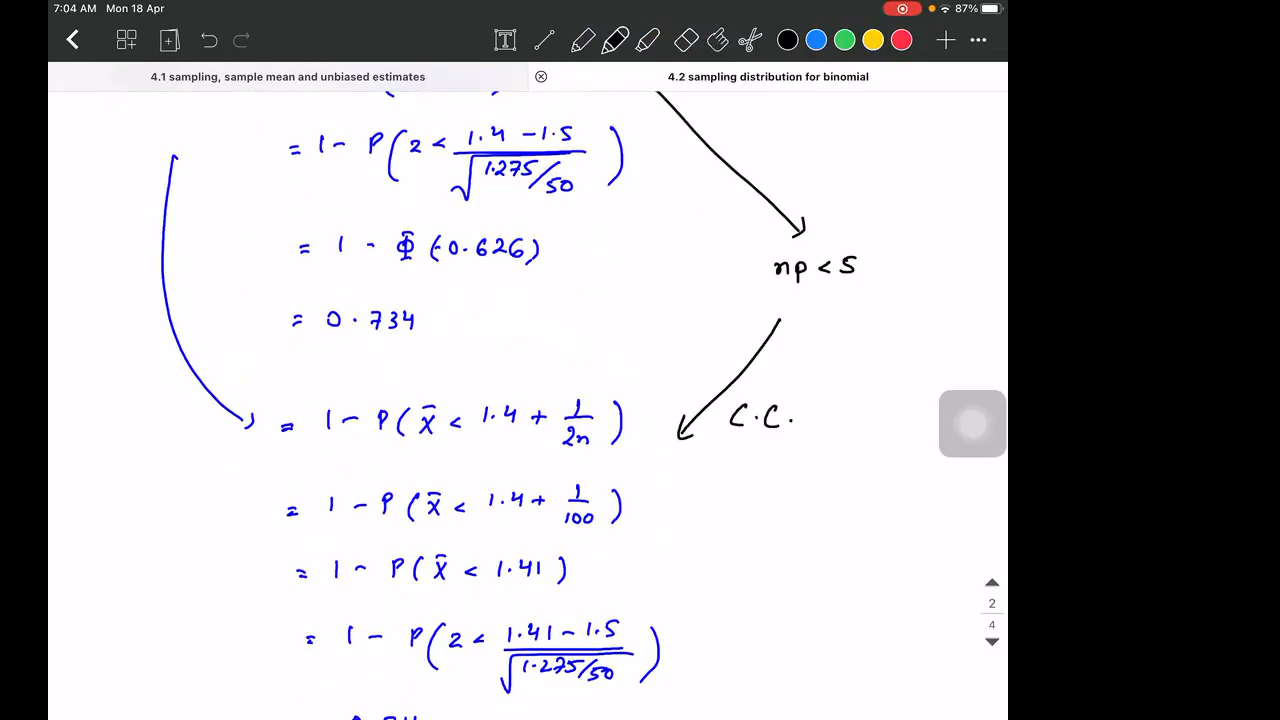 7:04 AM Mon 18 Apr
87%
4.1 sampling, sample mean and unbiased estimates
4.2 sampling distribution for binomial
= 1 - P(Z < (1.4 - 1.5)/√(1.275/50))
= 1 - Φ(-0.626)
= 0.734
np < 5
= 1 - P(X̄ < 1.4 + 1/2n)
C.C.
= 1 - P(X̄ < 1.4 + 1/100)
= 1 - P(X̄ < 1.41)
= 1 - P(Z < (1.41 - 1.5)/√(1.275/50))
2
4